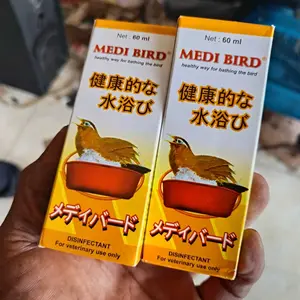 Net : 60 ml
MEDI BIRD®
healthy way for bathing the bird
健康的な
水浴び
メディバード
DISINFECTANT
For veterinary use only
Net : 60 ml
MEDI BIRD®
healthy way for bathing the bird
健康的な
水浴び
メディバード
DISINFECTANT
For veterinary use only